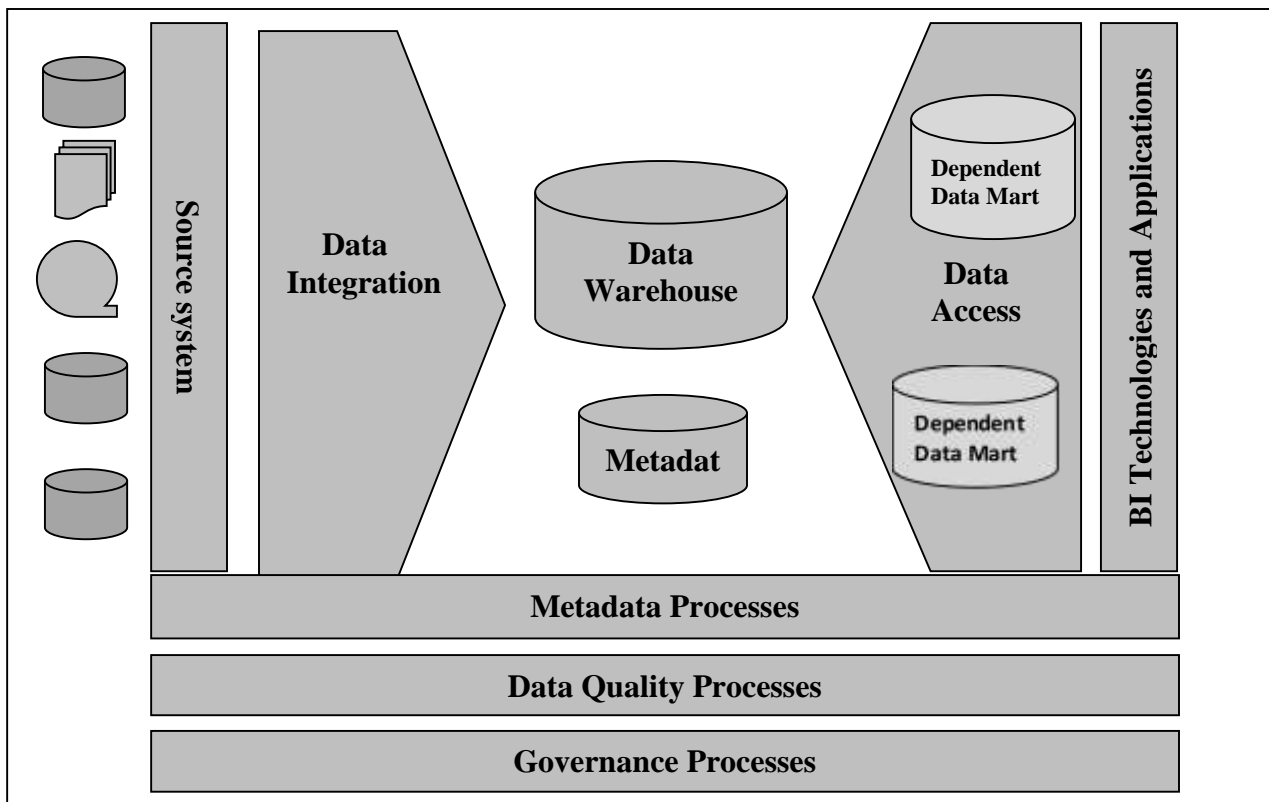 Source system
Data
Integration
Data
Warehouse
Metadat
Dependent
Data Mart
Data
Access
Dependent
Data Mart
BI Technologies and Applications
Metadata Processes
Data Quality Processes
Governance Processes